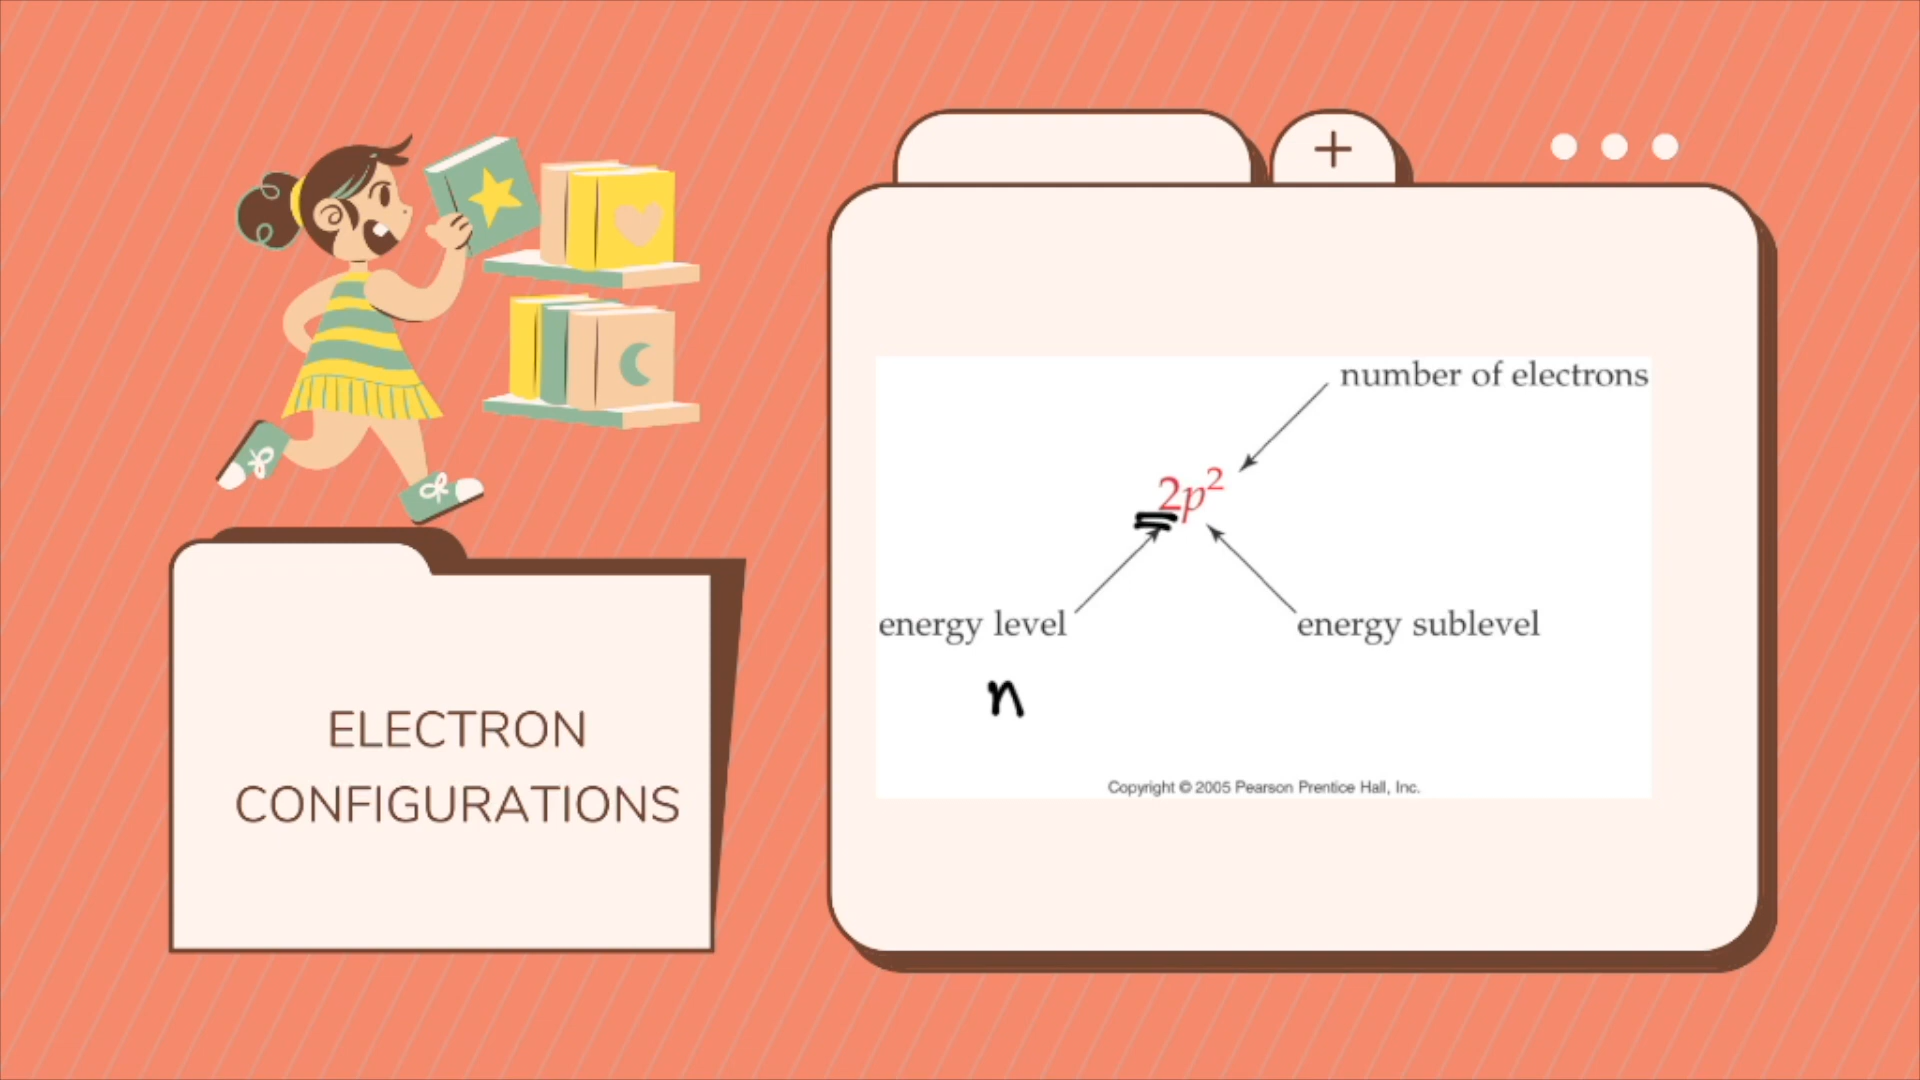 ELECTRON
CONFIGURATIONS
+
number of electrons
2p²
energy level
energy sublevel
n
Copyright © 2005 Pearson Prentice Hall, Inc.